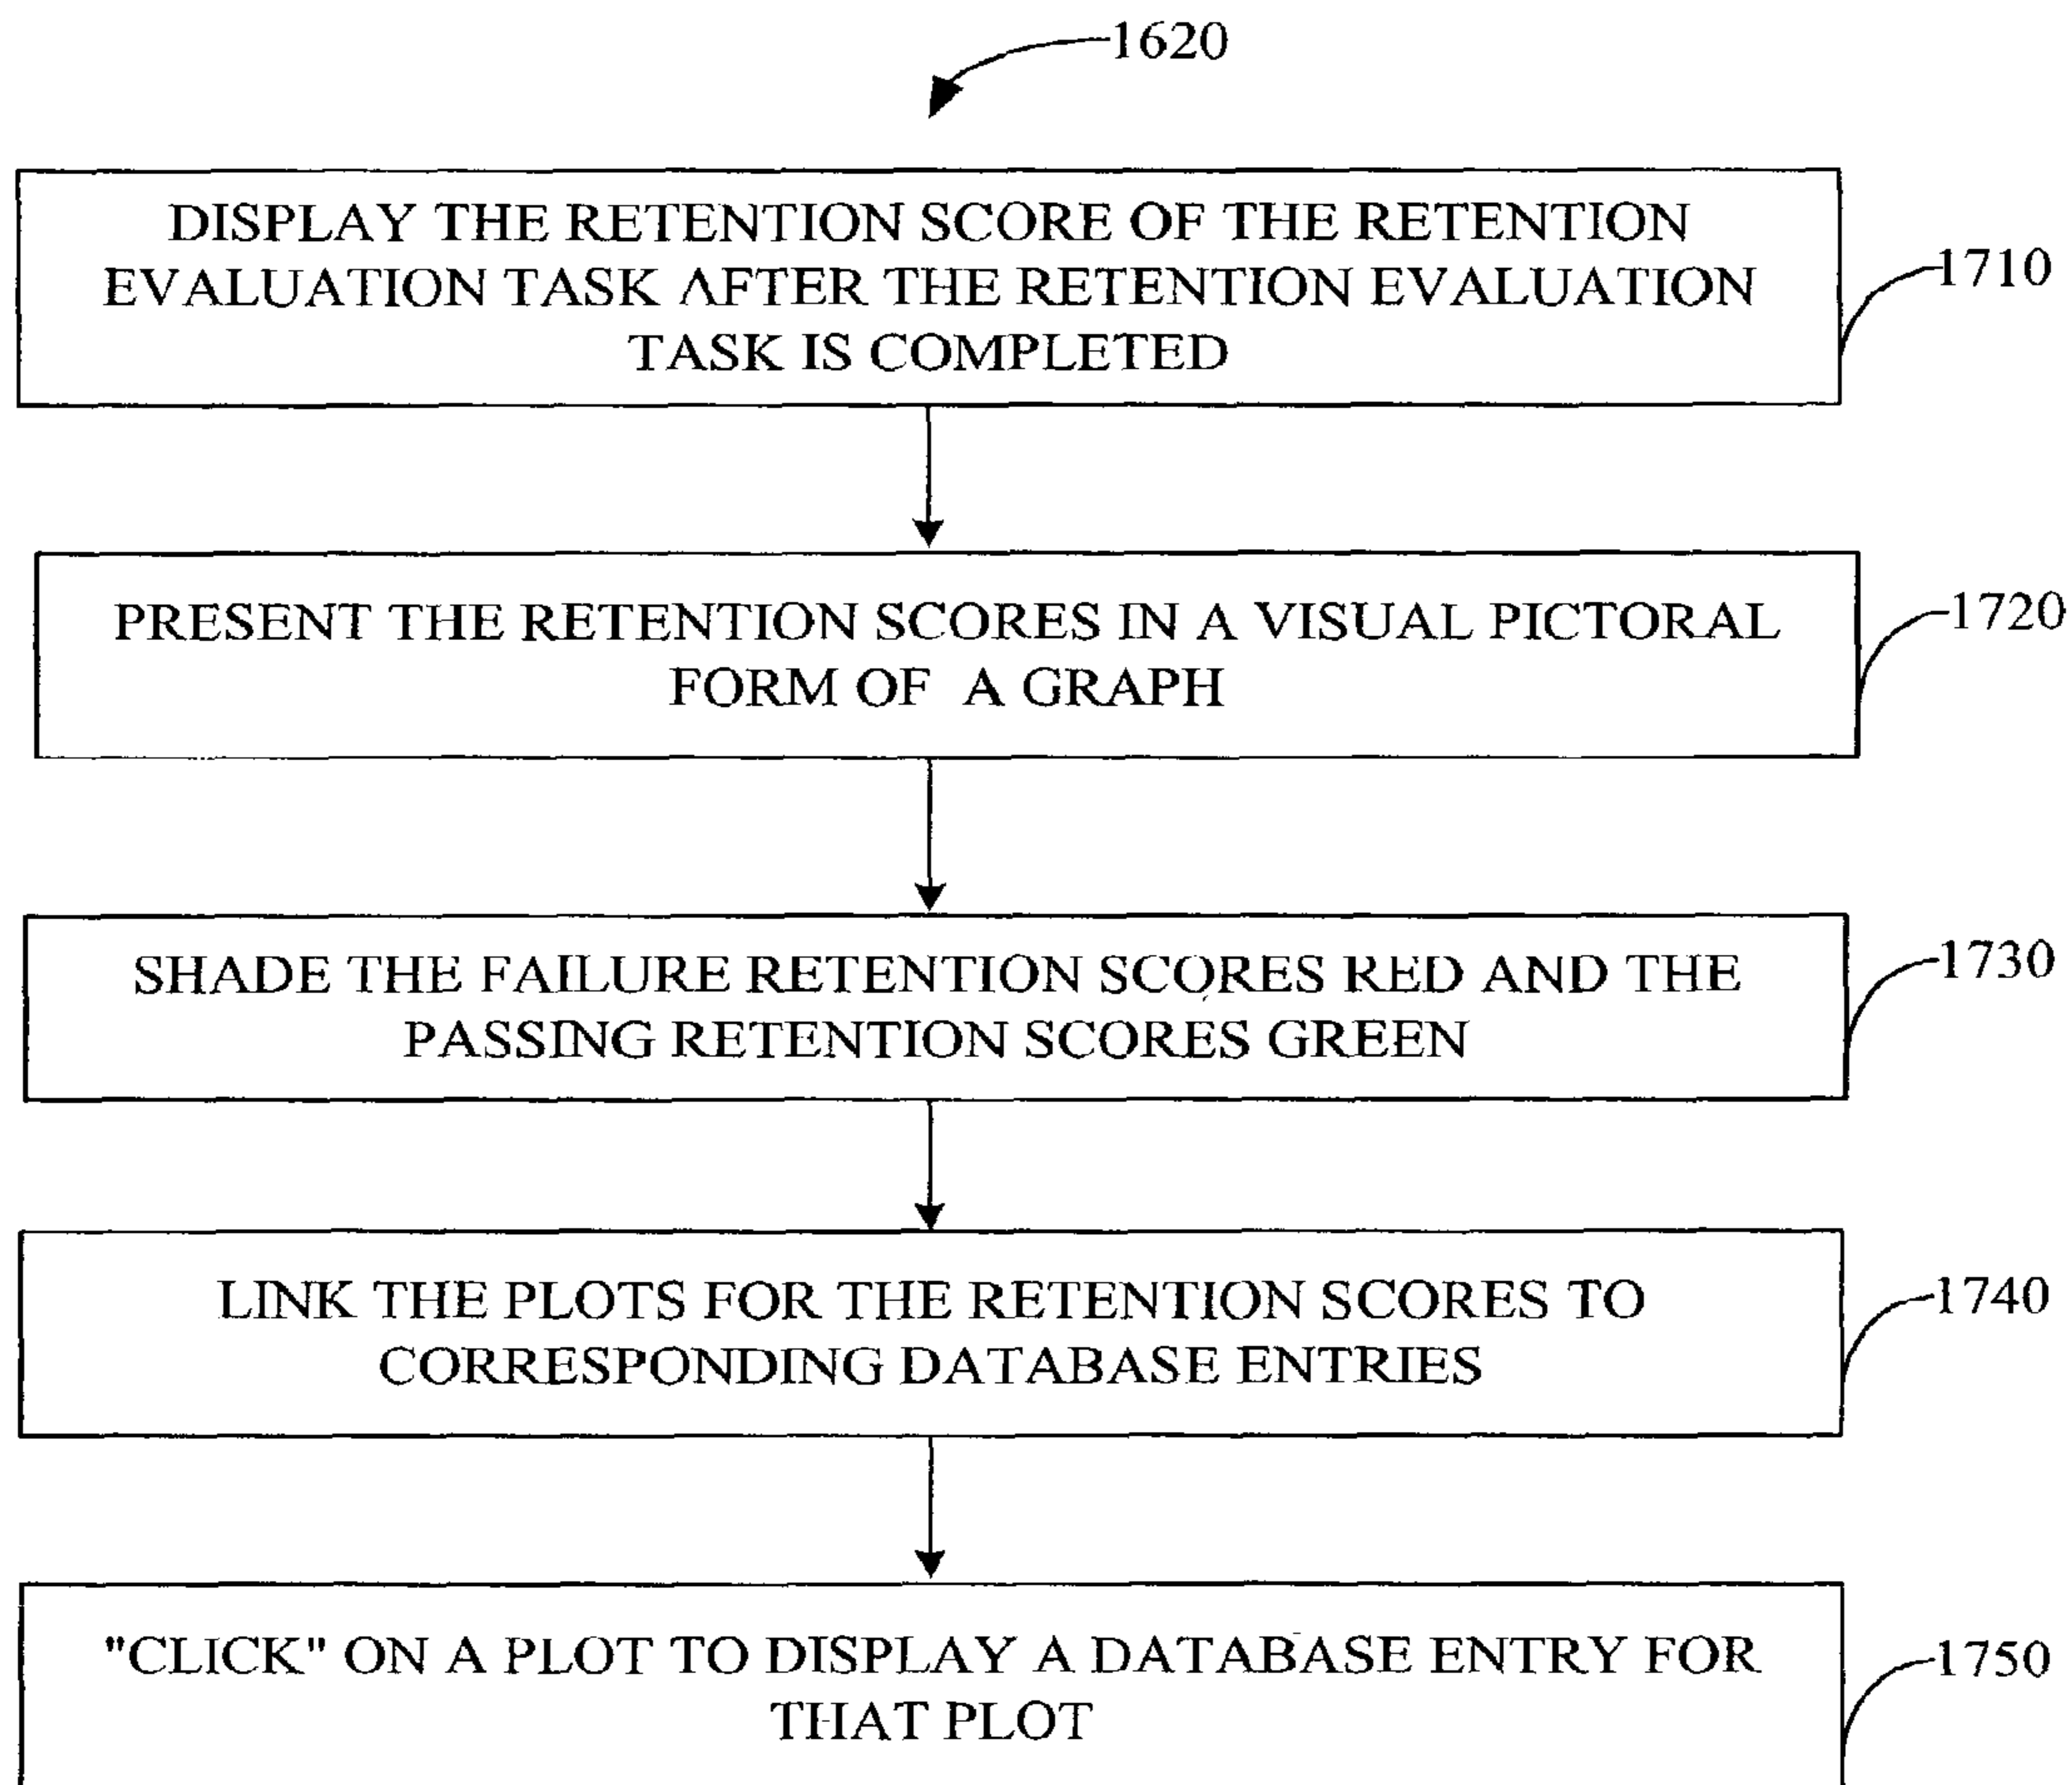 1620
DISPLAY THE RETENTION SCORE OF THE RETENTION
EVALUATION TASK AFTER THE RETENTION EVALUATION
TASK IS COMPLETED
1710
PRESENT THE RETENTION SCORES IN A VISUAL PICTORAL
FORM OF A GRAPH
1720
SHADE THE FAILURE RETENTION SCORES RED AND THE
PASSING RETENTION SCORES GREEN
1730
LINK THE PLOTS FOR THE RETENTION SCORES TO
CORRESPONDING DATABASE ENTRIES
1740
"CLICK" ON A PLOT TO DISPLAY A DATABASE ENTRY FOR
THAT PLOT
1750